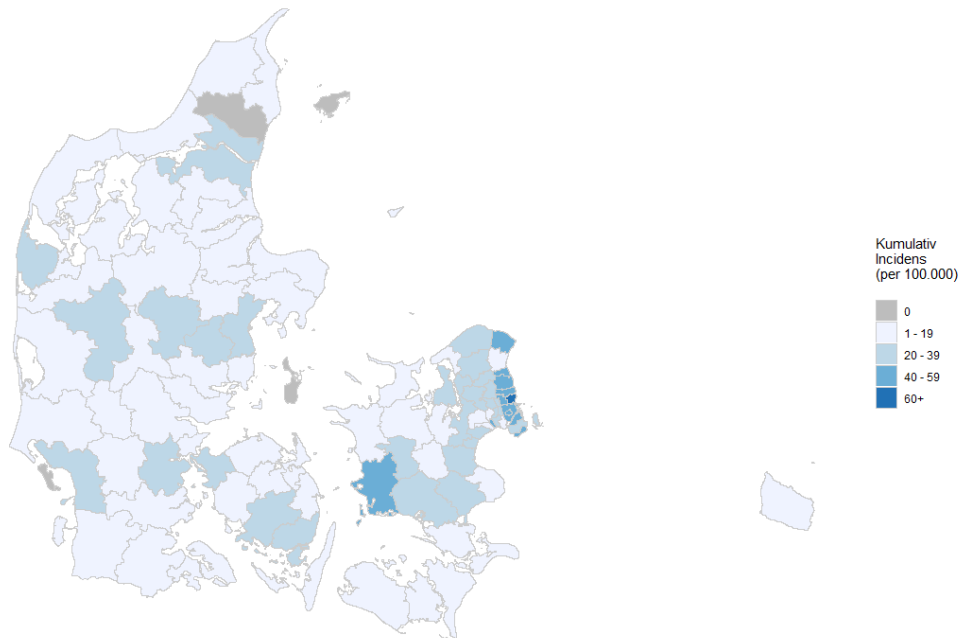 Kumulativ
Incidens
(per 100.000)
0
1 - 19
20 - 39
40 - 59
60+